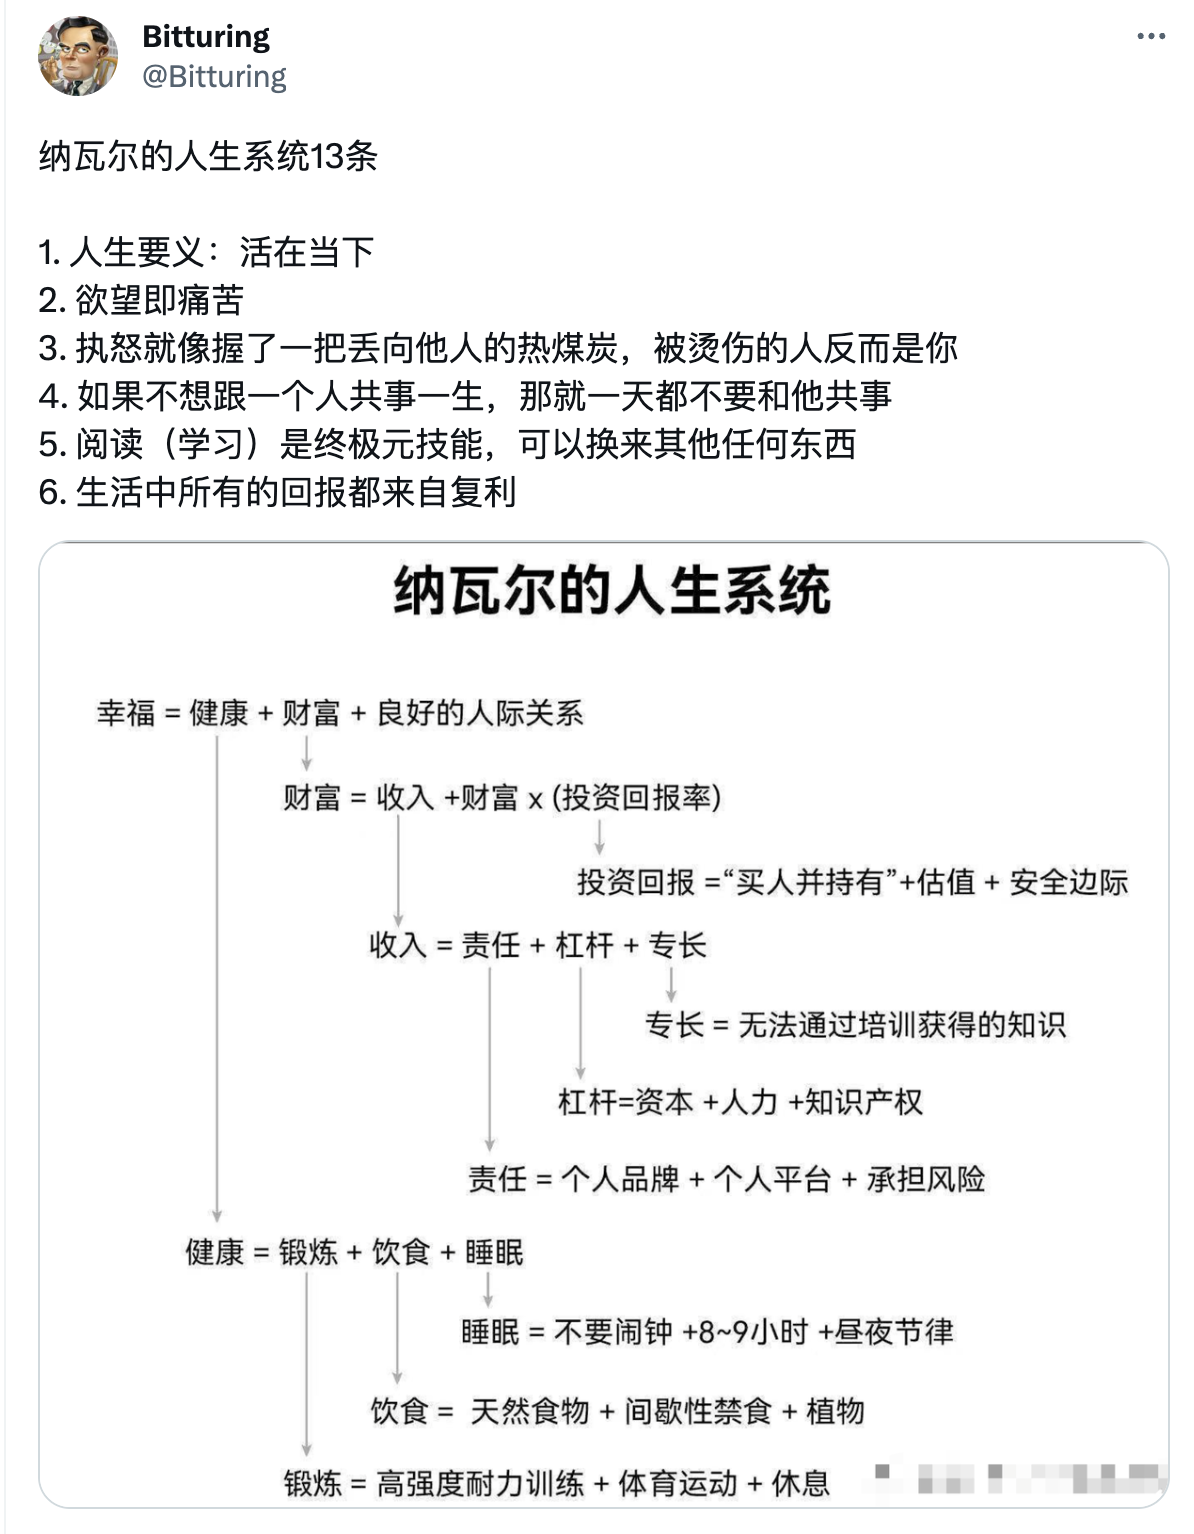 Bitturing
@Bitturing
纳瓦尔的人生系统13条
1. 人生要义：活在当下
2. 欲望即痛苦
3. 执怒就像握了一把丢向他人的热煤炭，被烫伤的人反而是你
4. 如果不想跟一个人共事一生，那就一天都不要和他共事
5. 阅读（学习）是终极元技能，可以换来其他任何东西
6. 生活中所有的回报都来自复利
纳瓦尔的人生系统
幸福 = 健康 + 财富 + 良好的人际关系
财富 = 收入 +财富 x (投资回报率)
投资回报 =“买人并持有”+估值 + 安全边际
收入 = 责任 + 杠杆 + 专长
专长 = 无法通过培训获得的知识
杠杆=资本 +人力 +知识产权
责任 = 个人品牌 + 个人平台 + 承担风险
健康 = 锻炼 + 饮食 + 睡眠
睡眠 = 不要闹钟 +8~9小时 +昼夜节律
饮食 = 天然食物 + 间歇性禁食 + 植物
锻炼 = 高强度耐力训练 + 体育运动 + 休息